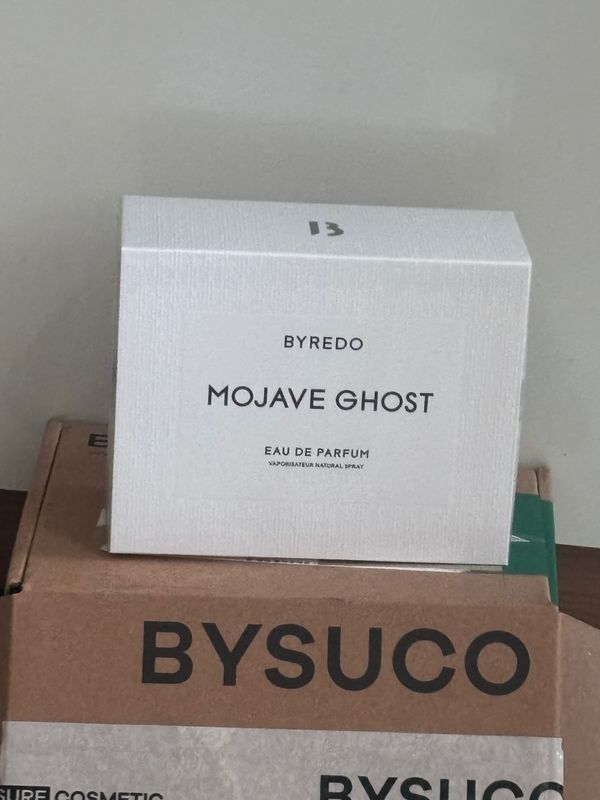 B
BYREDO
MOJAVE GHOST
EAU DE PARFUM
VAPORISATEUR NATURAL SPRAY
BYSUCO
SURE COSMETIC
BYSUCO